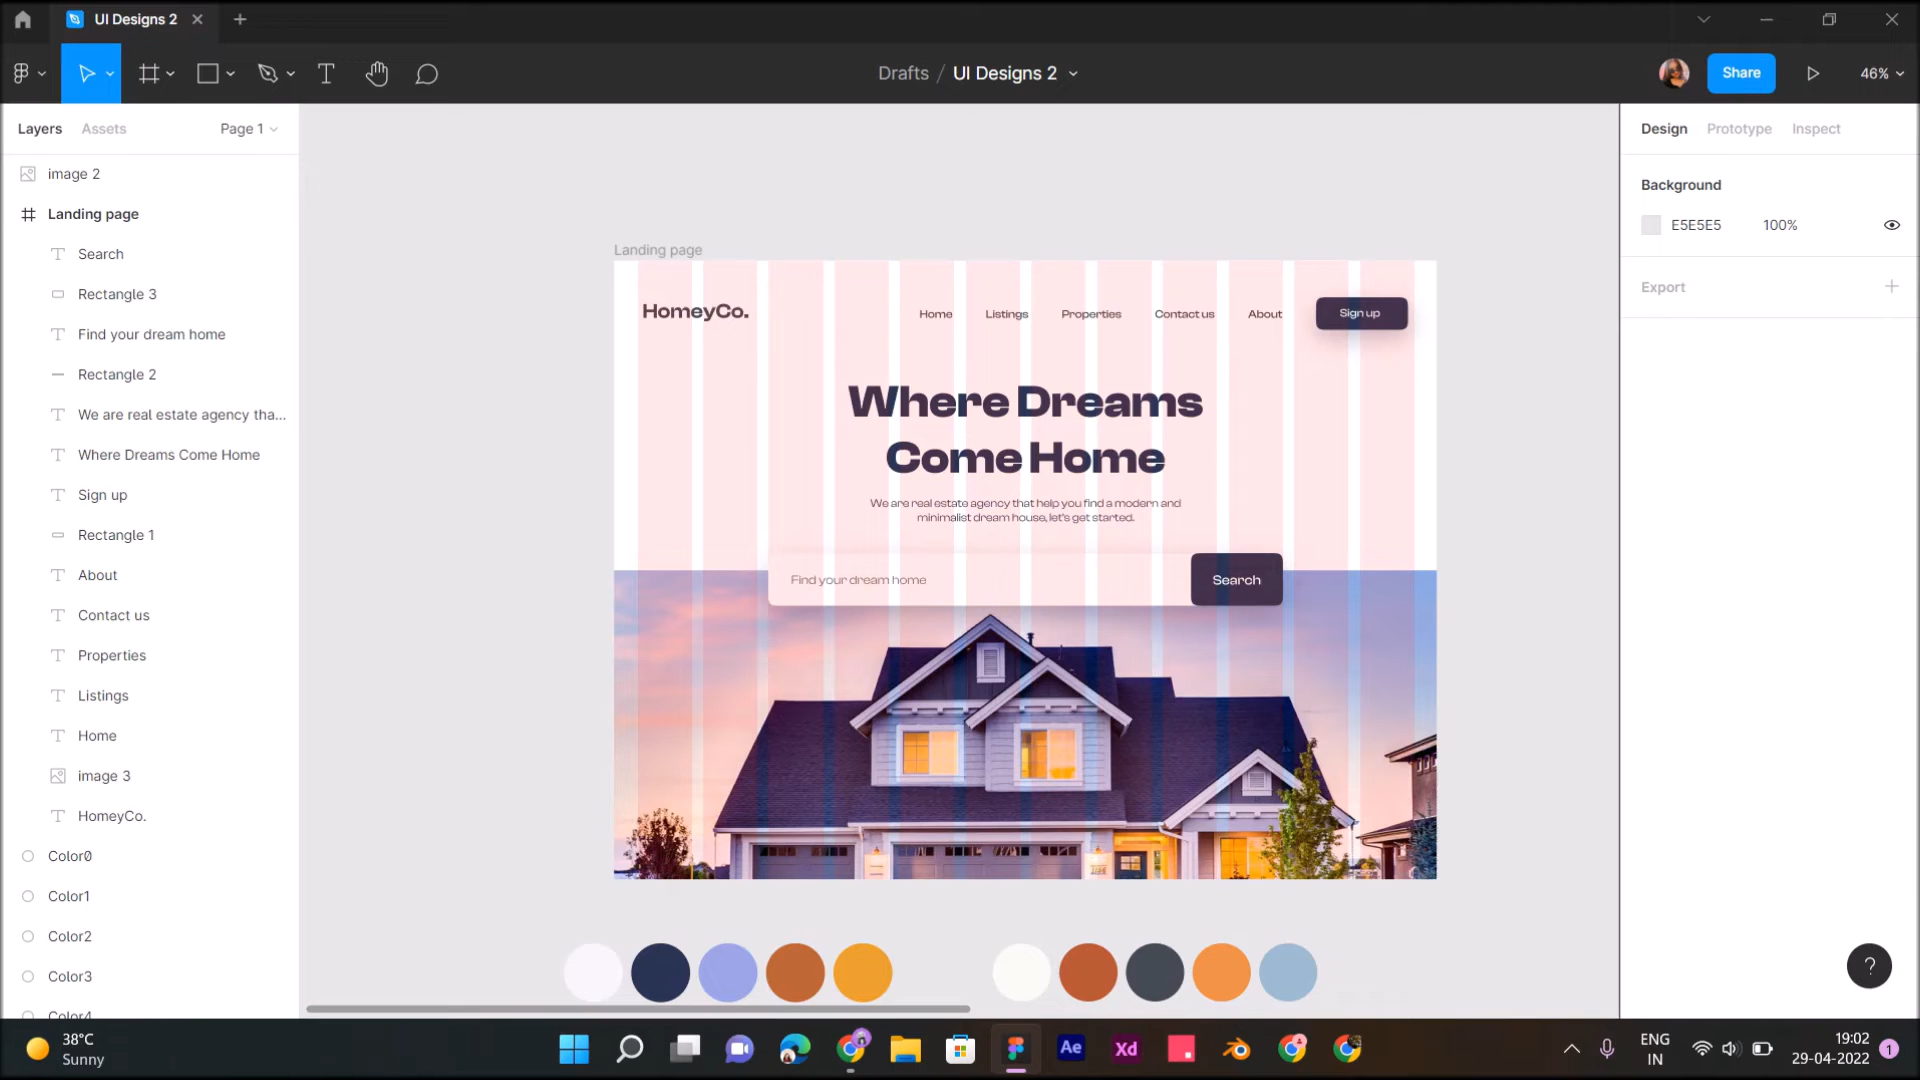 UI Designs 2
Drafts / UI Designs 2
Share
46%
Layers
Assets
Page 1
Design
Prototype
Inspect
image 2
Landing page
Search
Rectangle 3
Find your dream home
Rectangle 2
We are real estate agency tha...
Where Dreams Come Home
Sign up
Rectangle 1
About
Contact us
Properties
Listings
Home
image 3
HomeyCo.
Color0
Color1
Color2
Color3
Color4
Landing page
HomeyCo.
Home
Listings
Properties
Contact us
About
Sign up
Where Dreams
Come Home
We are real estate agency that help you find a modern and
minimalist dream house, let's get started.
Find your dream home
Search
Background
E5E5E5
100%
Export
?
38°C
Sunny
Ae
Xd
ENG
IN
19:02
29-04-2022
1